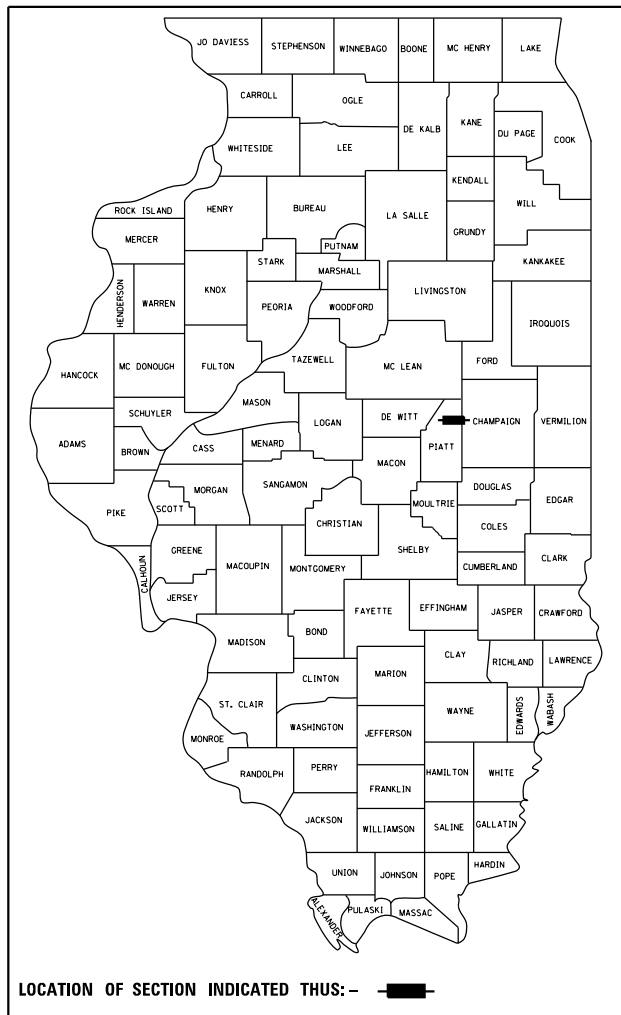 JO DAVIESS
STEPHENSON
WINNEBAGO
BOONE
MC HENRY
LAKE
CARROLL
OGLE
DE KALB
KANE
DU PAGE
COOK
WHITESIDE
LEE
KENDALL
WILL
ROCK ISLAND
HENRY
BUREAU
LA SALLE
GRUNDY
MERCER
PUTNAM
STARK
MARSHALL
KANKAKEE
HENDERSON
WARREN
KNOX
PEORIA
WOODFORD
LIVINGSTON
IROQUOIS
HANCOCK
MC DONOUGH
FULTON
TAZEWELL
MC LEAN
FORD
MASON
SCHUYLER
LOGAN
DE WITT
CHAMPAIGN
VERMILION
ADAMS
BROWN
CASS
MENARD
PIATT
MACON
PIKE
SCOTT
MORGAN
SANGAMON
MOULTRIE
DOUGLAS
EDGAR
CHRISTIAN
COLES
GREENE
MACOUPIN
MONTGOMERY
SHELBY
CUMBERLAND
CLARK
CALHOUN
JERSEY
FAYETTE
EFFINGHAM
JASPER
CRAWFORD
MADISON
BOND
CLAY
RICHLAND
LAWRENCE
CLINTON
MARION
ST. CLAIR
WAYNE
EDWARDS
WABASH
MONROE
WASHINGTON
JEFFERSON
RANDOLPH
PERRY
HAMILTON
WHITE
FRANKLIN
JACKSON
WILLIAMSON
SALINE
GALLATIN
UNION
JOHNSON
POPE
HARDIN
ALEXANDER
PULASKI
MASSAC
LOCATION OF SECTION INDICATED THUS: -